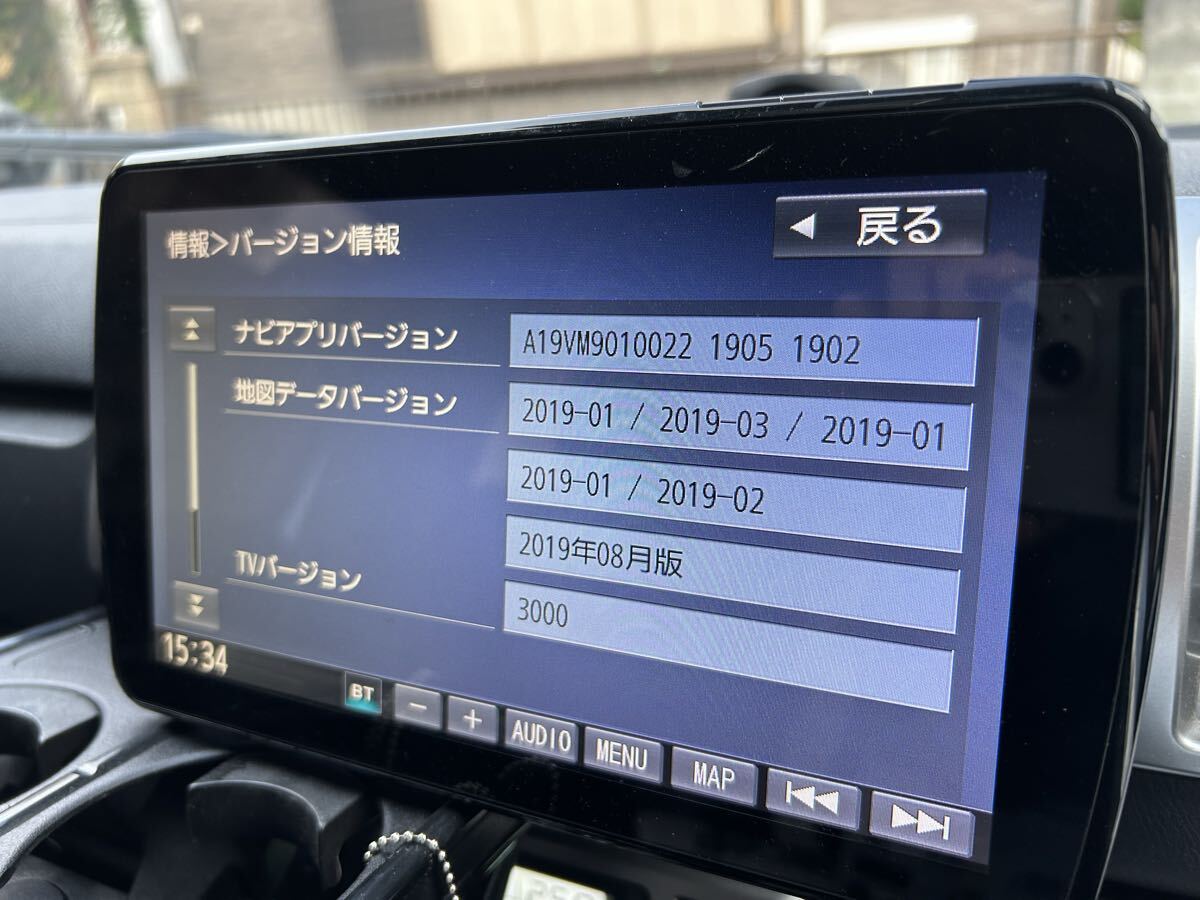 情報>バージョン情報
戻る
ナビアプリバージョン
A19VM9010022 1905 1902
地図データバージョン
2019-01 / 2019-03 / 2019-01
2019-01 / 2019-02
2019年08月版
TVバージョン
3000
15:34
BT
AUDIO
MENU
MAP